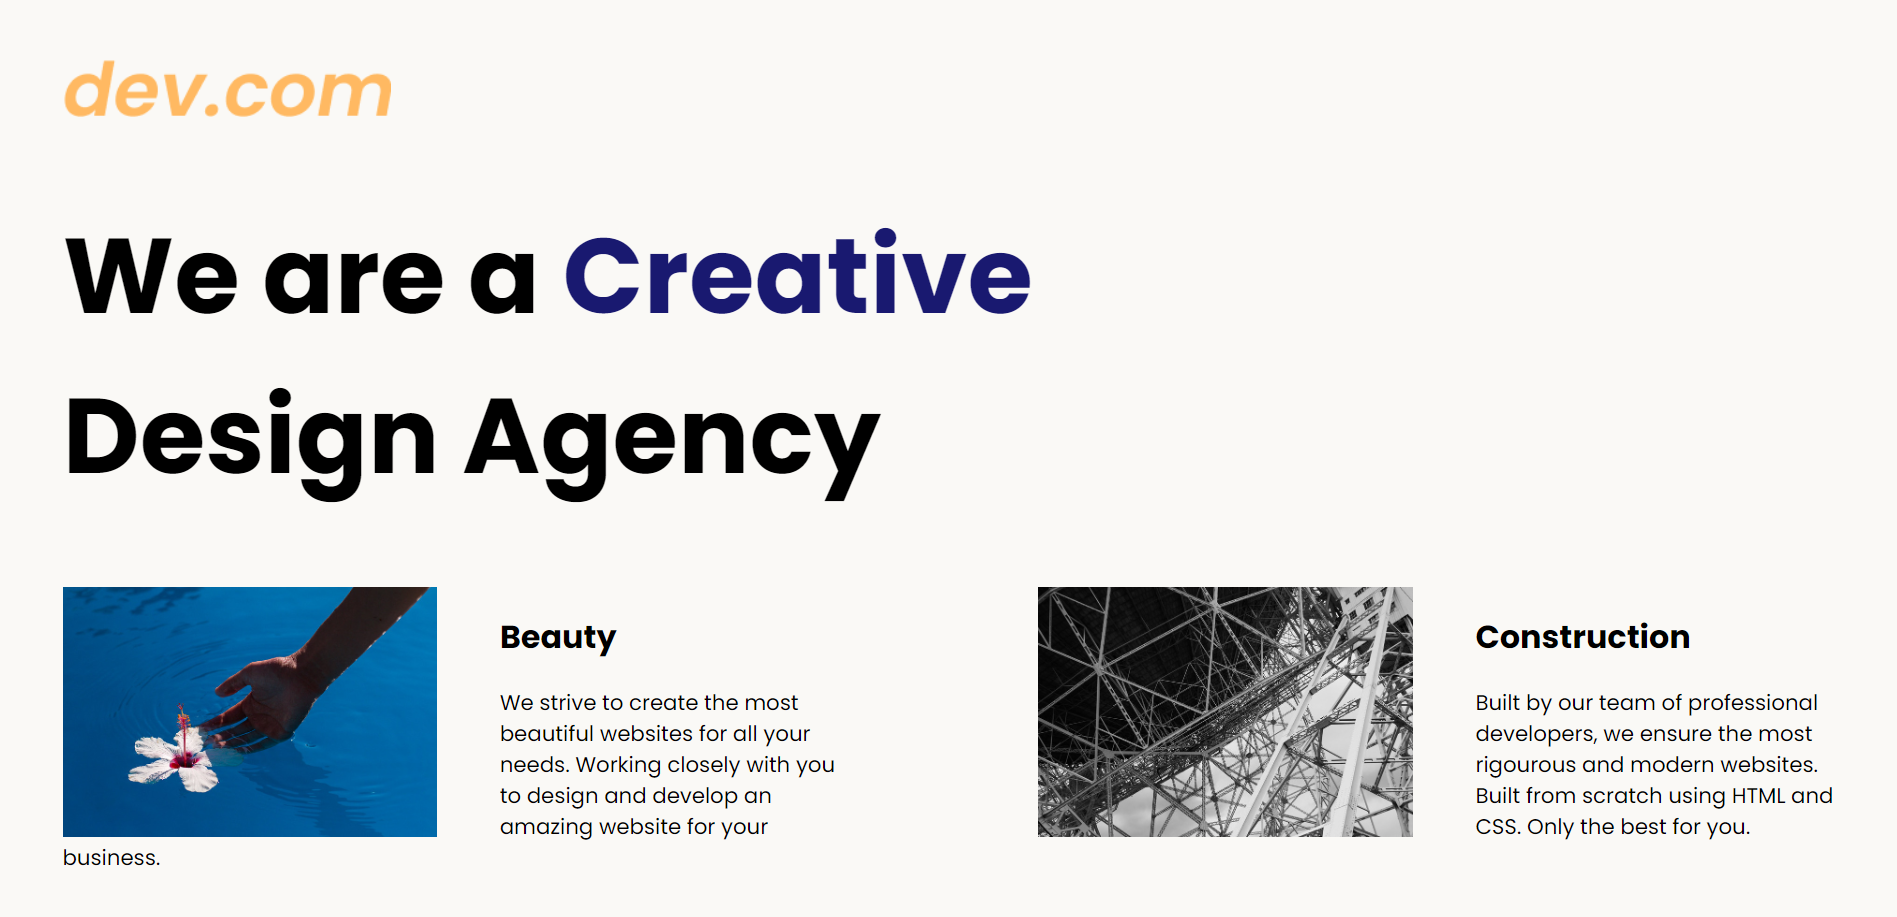 dev.com
We are a Creative
Design Agency
Beauty
We strive to create the most
beautiful websites for all your
needs. Working closely with you
to design and develop an
amazing website for your
business.
Construction
Built by our team of professional
developers, we ensure the most
rigourous and modern websites.
Built from scratch using HTML and
CSS. Only the best for you.